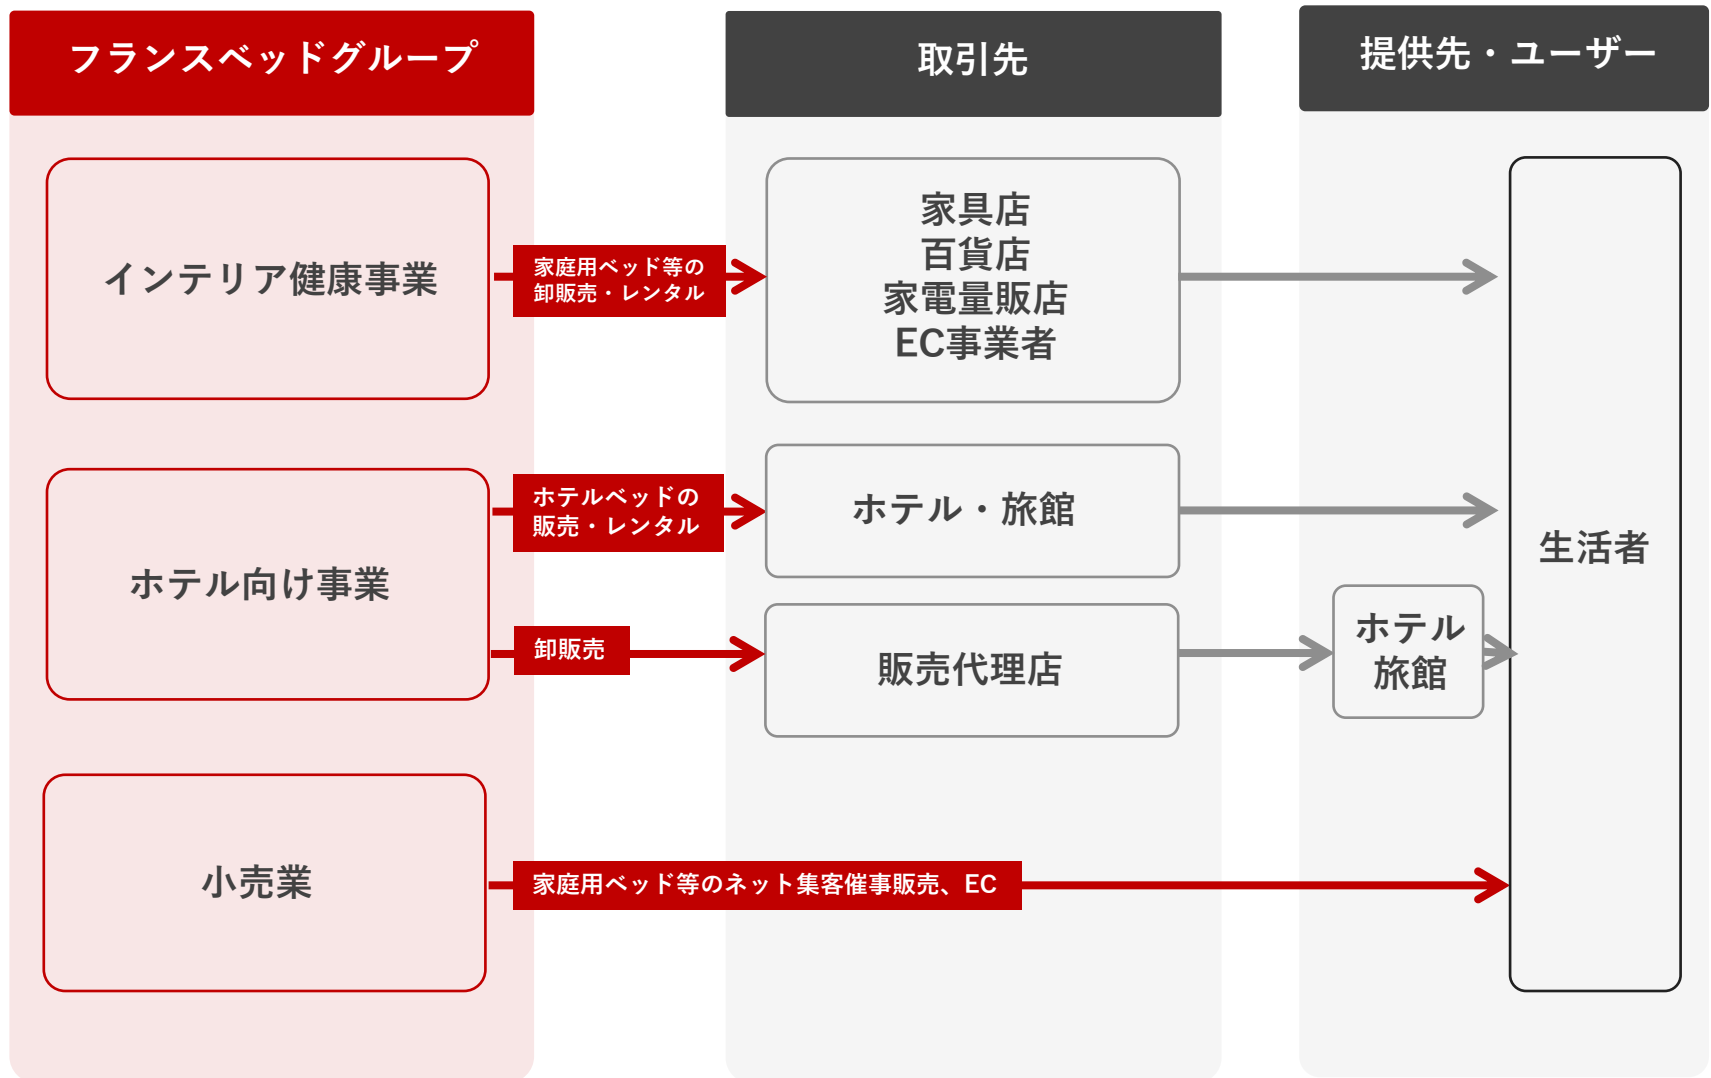 フランスベッドグループ
取引先
提供先・ユーザー
インテリア健康事業
家庭用ベッド等の
卸販売・レンタル
家具店
百貨店
家電量販店
EC事業者
ホテル向け事業
ホテルベッドの
販売・レンタル
ホテル・旅館
卸販売
販売代理店
ホテル
旅館
生活者
小売業
家庭用ベッド等のネット集客催事販売、EC